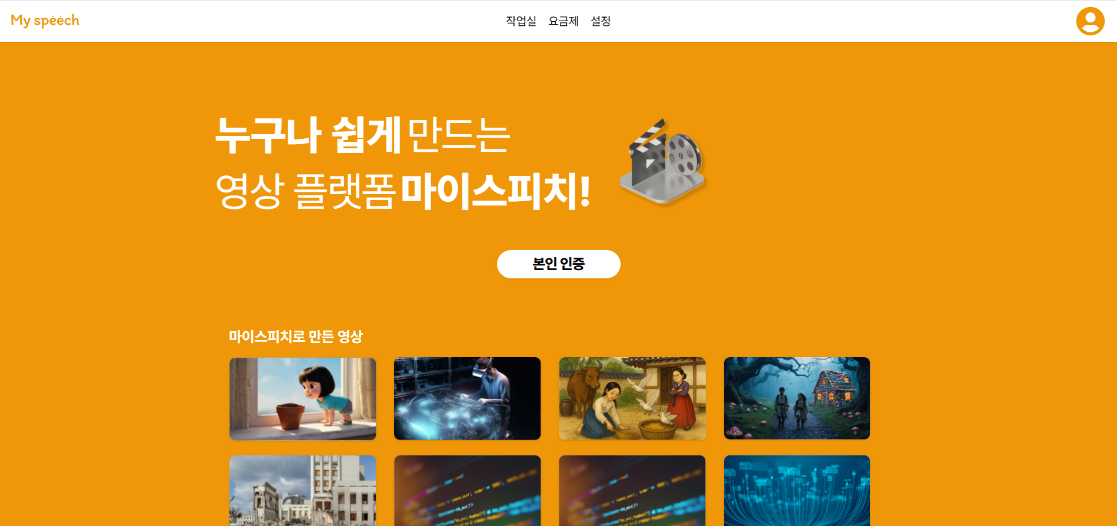 My speech
작업실 요금제 설정
누구나 쉽게 만드는
영상 플랫폼 마이스피치!
본인 인증
마이스피치로 만든 영상